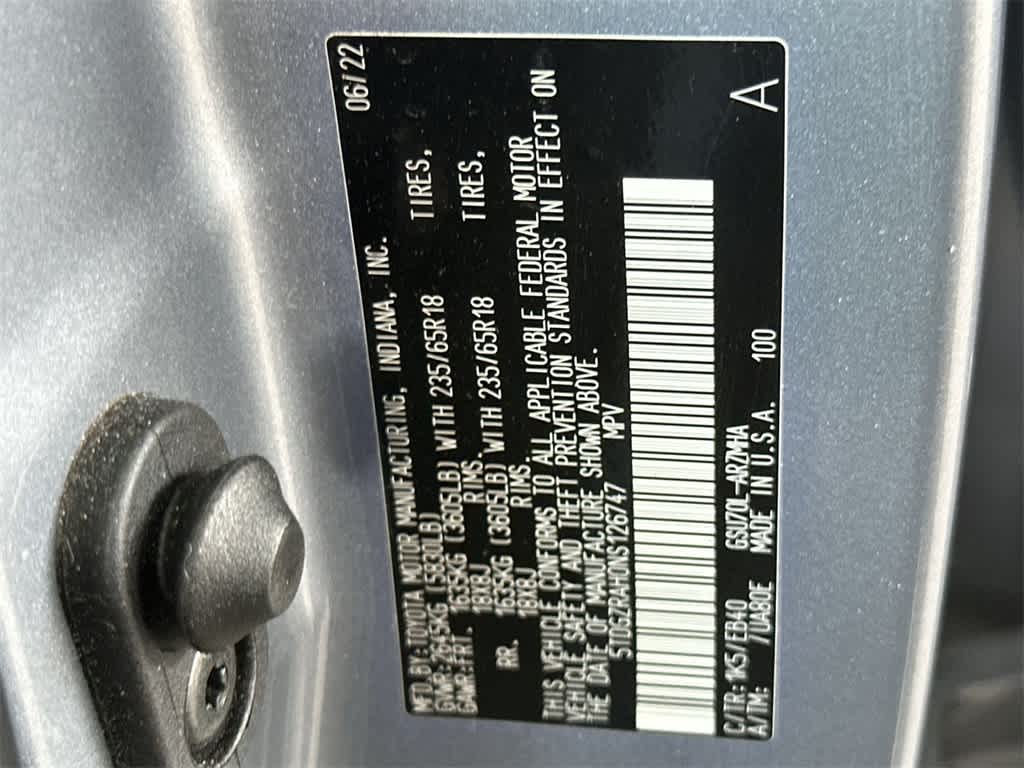 MFD.BY:TOYOTA MOTOR MANUFACTURING, INDIANA, INC. 06/22
GVWR:2645KG (5830LB)
GAWR:FRT. 1635KG (3605LB) WITH 235/65R18 TIRES,
18X8J RIMS.
RR. 1635KG (3605LB) WITH 235/65R18 TIRES,
18X8J RIMS.
THIS VEHICLE CONFORMS TO ALL APPLICABLE FEDERAL MOTOR
VEHICLE SAFETY AND THEFT PREVENTION STANDARDS IN EFFECT ON
THE DATE OF MANUFACTURE SHOWN ABOVE.
5TDGZRAH0NS126747 MPV
C/TR:1K5/EB40 GSU70L-ARZMHA 100 A
A/TM: /UA80E MADE IN U.S.A.